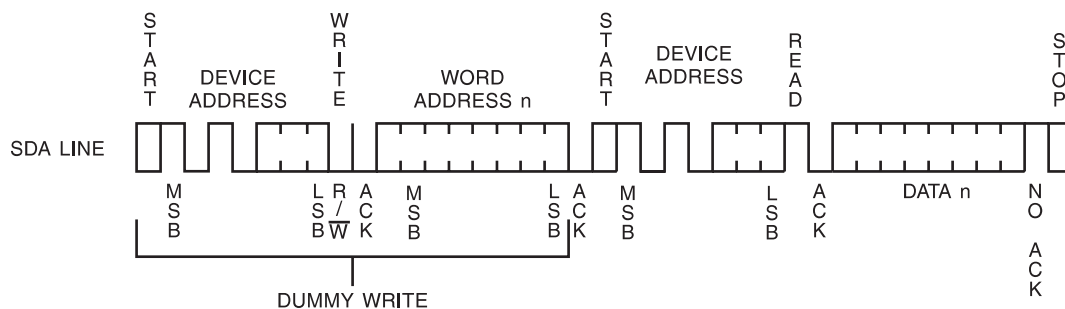 START
DEVICE
ADDRESS
WRITE
WORD
ADDRESS n
START
DEVICE
ADDRESS
READ
STOP
SDA LINE
MSB
LSB
R/W
ACK
MSB
LSB
ACK
MSB
LSB
ACK
DATA n
NO ACK
DUMMY WRITE